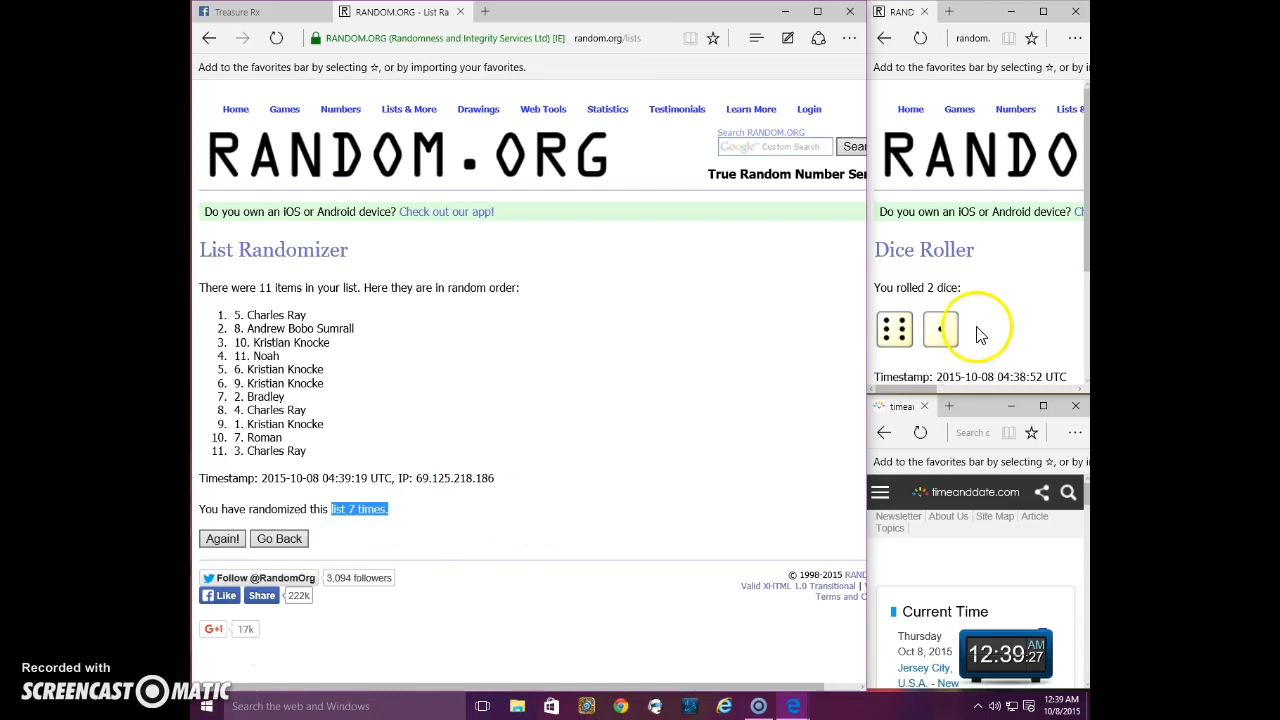 Treasure Rx
RANDOM.ORG - List Ra
RANDOM.ORG (Randomness and Integrity Services Ltd) [IE]
random.org/lists
Add to the favorites bar by selecting ☆, or by importing your favorites.
Home Games Numbers Lists & More Drawings Web Tools Statistics Testimonials Learn More Login
RANDOM.ORG
Search RANDOM.ORG
Google™ Custom Search
Sear
True Random Number Ser
Do you own an iOS or Android device? Check out our app!
List Randomizer
There were 11 items in your list. Here they are in random order:
1. 5. Charles Ray
2. 8. Andrew Bobo Sumrall
3. 10. Kristian Knocke
4. 11. Noah
5. 6. Kristian Knocke
6. 9. Kristian Knocke
7. 2. Bradley
8. 4. Charles Ray
9. 1. Kristian Knocke
10. 7. Roman
11. 3. Charles Ray
Timestamp: 2015-10-08 04:39:19 UTC, IP: 69.125.218.186
You have randomized this list 7 times.
Again! Go Back
Follow @RandomOrg 3,094 followers
Like Share 222k
G+1 17k
© 1998-2015 RAND
Valid XHTML 1.0 Transitional |
Terms and C
RAND
random.
Add to the favorites bar by selecting ☆, or by i
Home Games Numbers Lists &
RANDO
Do you own an iOS or Android device? Ch
Dice Roller
You rolled 2 dice:
Timestamp: 2015-10-08 04:38:52 UTC
timean
Search o
Add to the favorites bar by selecting ☆, or by i
timeanddate.com
Newsletter About Us Site Map Article
Topics
Current Time
Thursday
Oct 8, 2015
Jersey City,
U.S.A. - New
12:39:27 AM
Recorded with
SCREENCAST-O-MATIC
Search the web and Windows
12:39 AM
10/8/2015